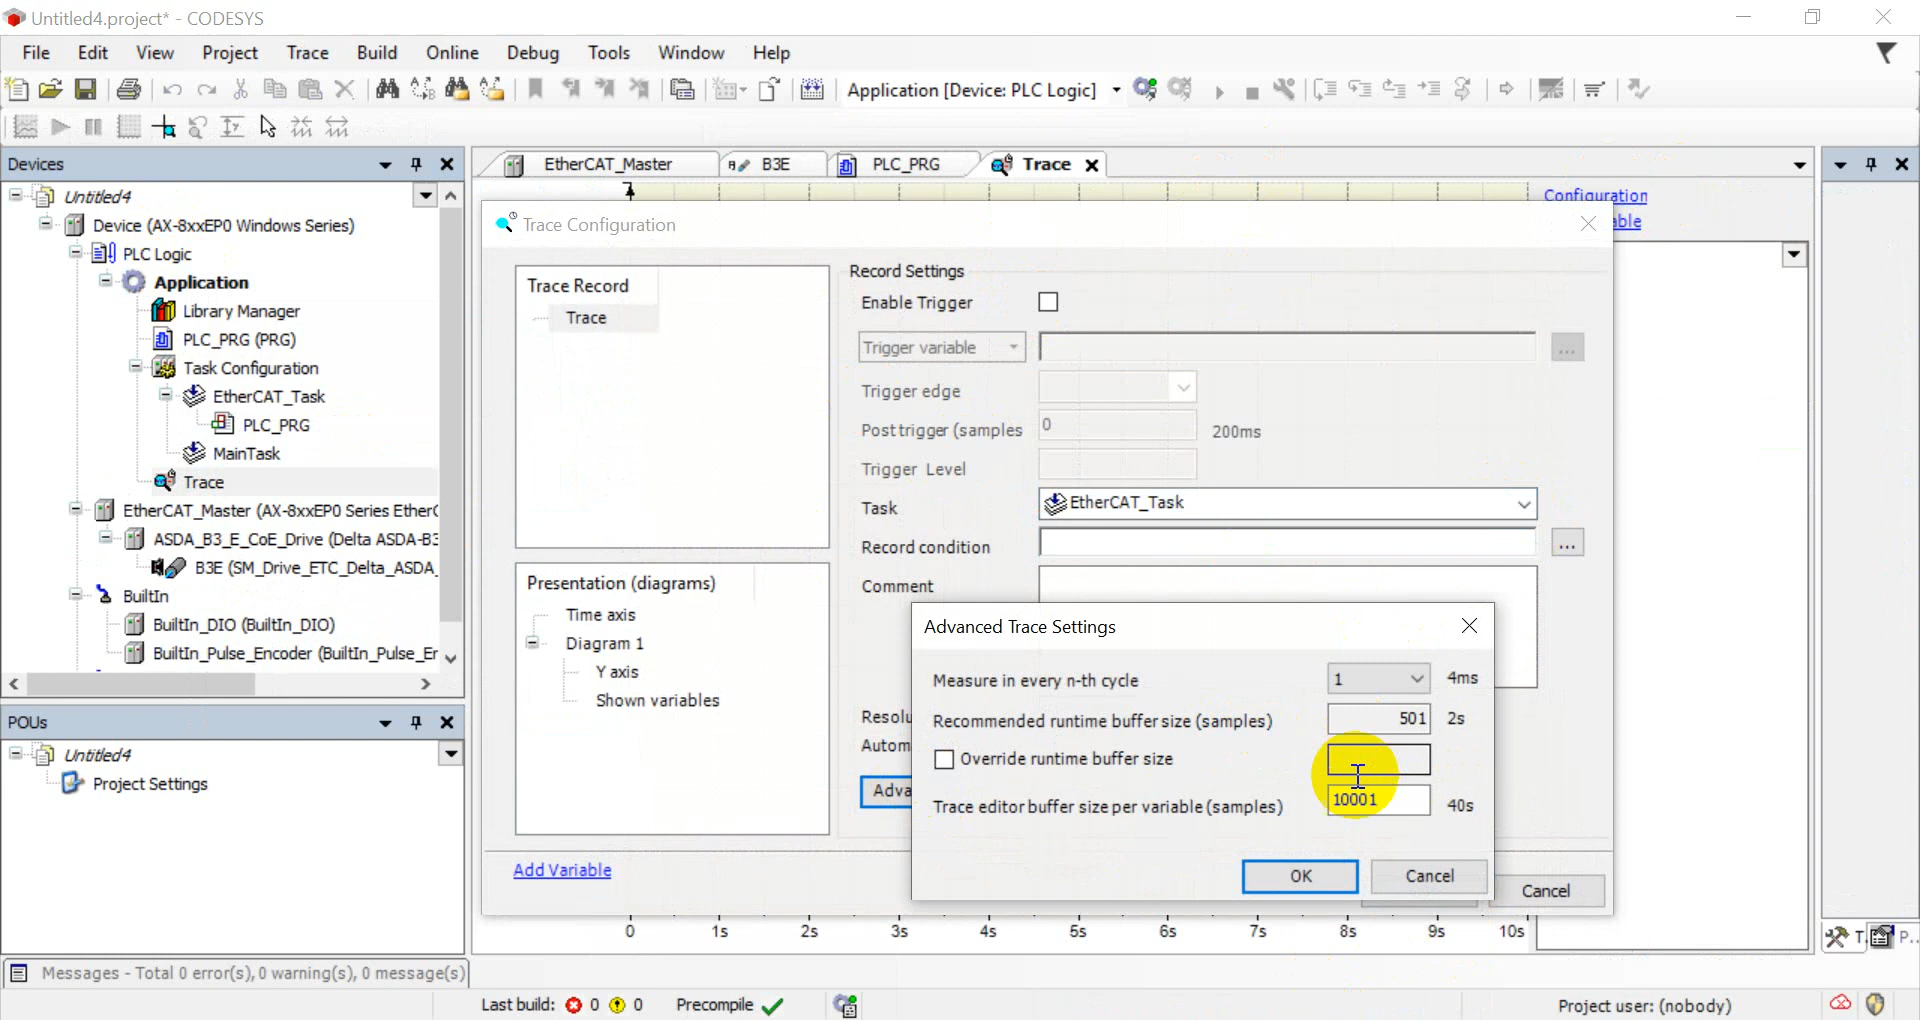 Untitled4.project* - CODESYS
File Edit View Project Trace Build Online Debug Tools Window Help
Application [Device: PLC Logic]
Devices
Untitled4
Device (AX-8xxEP0 Windows Series)
PLC Logic
Application
Library Manager
PLC_PRG (PRG)
Task Configuration
EtherCAT_Task
PLC_PRG
MainTask
Trace
EtherCAT_Master (AX-8xxEP0 Series Ether
ASDA_B3_E_CoE_Drive (Delta ASDA-B3
B3E (SM_Drive_ETC_Delta_ASDA_
BuiltIn
BuiltIn_DIO (BuiltIn_DIO)
BuiltIn_Pulse_Encoder (BuiltIn_Pulse_Er
POUs
Untitled4
Project Settings
EtherCAT_Master B3E PLC_PRG Trace
Configuration
able
Trace Configuration
Trace Record
Trace
Presentation (diagrams)
Time axis
Diagram 1
Y axis
Shown variables
Add Variable
Record Settings
Enable Trigger
Trigger variable ...
Trigger edge
Post trigger (samples 0 200ms
Trigger Level
Task EtherCAT_Task
Record condition ...
Comment
Resolu
Autom
Adva
Cancel
Advanced Trace Settings
Measure in every n-th cycle 1 4ms
Recommended runtime buffer size (samples) 501 2s
Override runtime buffer size
Trace editor buffer size per variable (samples) 10001 40s
OK Cancel
0 1s 2s 3s 4s 5s 6s 7s 8s 9s 10s
T.. P..
Messages - Total 0 error(s), 0 warning(s), 0 message(s)
Last build: 0 0 Precompile Project user: (nobody)